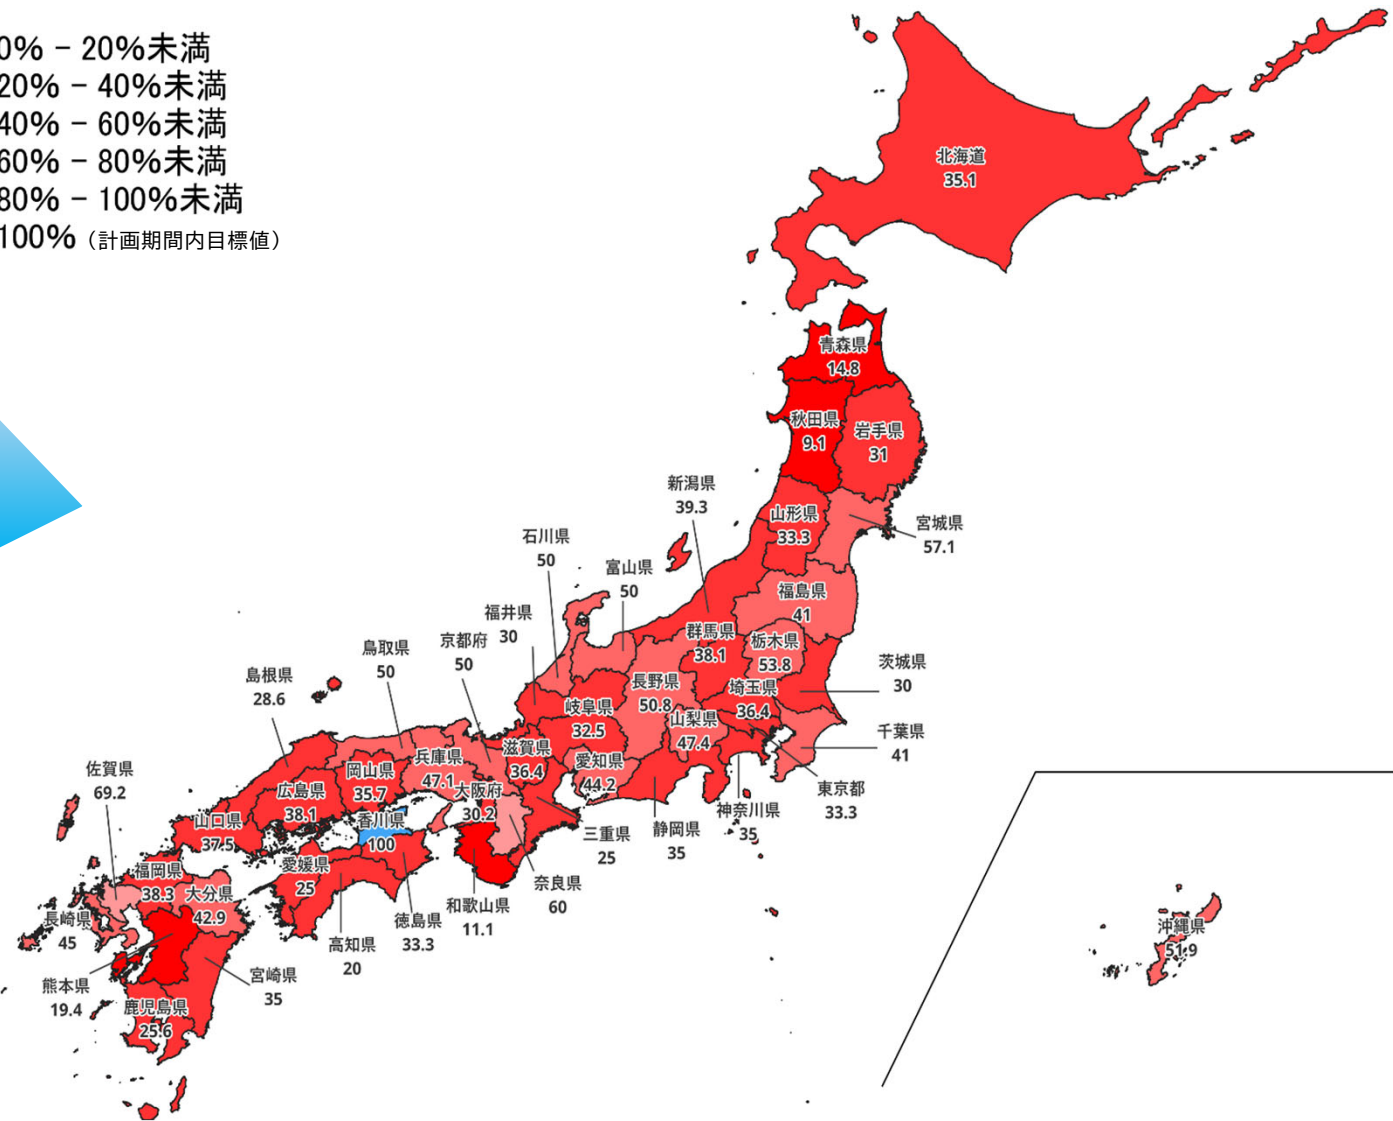 0% - 20%未満
20% - 40%未満
40% - 60%未満
60% - 80%未満
80% - 100%未満
100%（計画期間内目標値）
北海道
35.1
青森県
14.8
秋田県
9.1
岩手県
31
新潟県
39.3
山形県
33.3
宮城県
57.1
石川県
50
富山県
50
福島県
41
福井県
30
群馬県
38.1
栃木県
53.8
京都府
50
鳥取県
50
茨城県
30
島根県
28.6
長野県
50.8
埼玉県
36.4
岐阜県
32.5
山梨県
47.4
千葉県
41
滋賀県
36.4
兵庫県
47.1
愛知県
44.2
佐賀県
69.2
岡山県
35.7
広島県
38.1
大阪府
30.2
東京都
33.3
神奈川県
35
山口県
37.5
香川県
100
三重県
25
静岡県
35
愛媛県
25
福岡県
38.3
大分県
42.9
奈良県
60
和歌山県
11.1
徳島県
33.3
長崎県
45
高知県
20
沖縄県
51.9
熊本県
19.4
宮崎県
35
鹿児島県
25.6